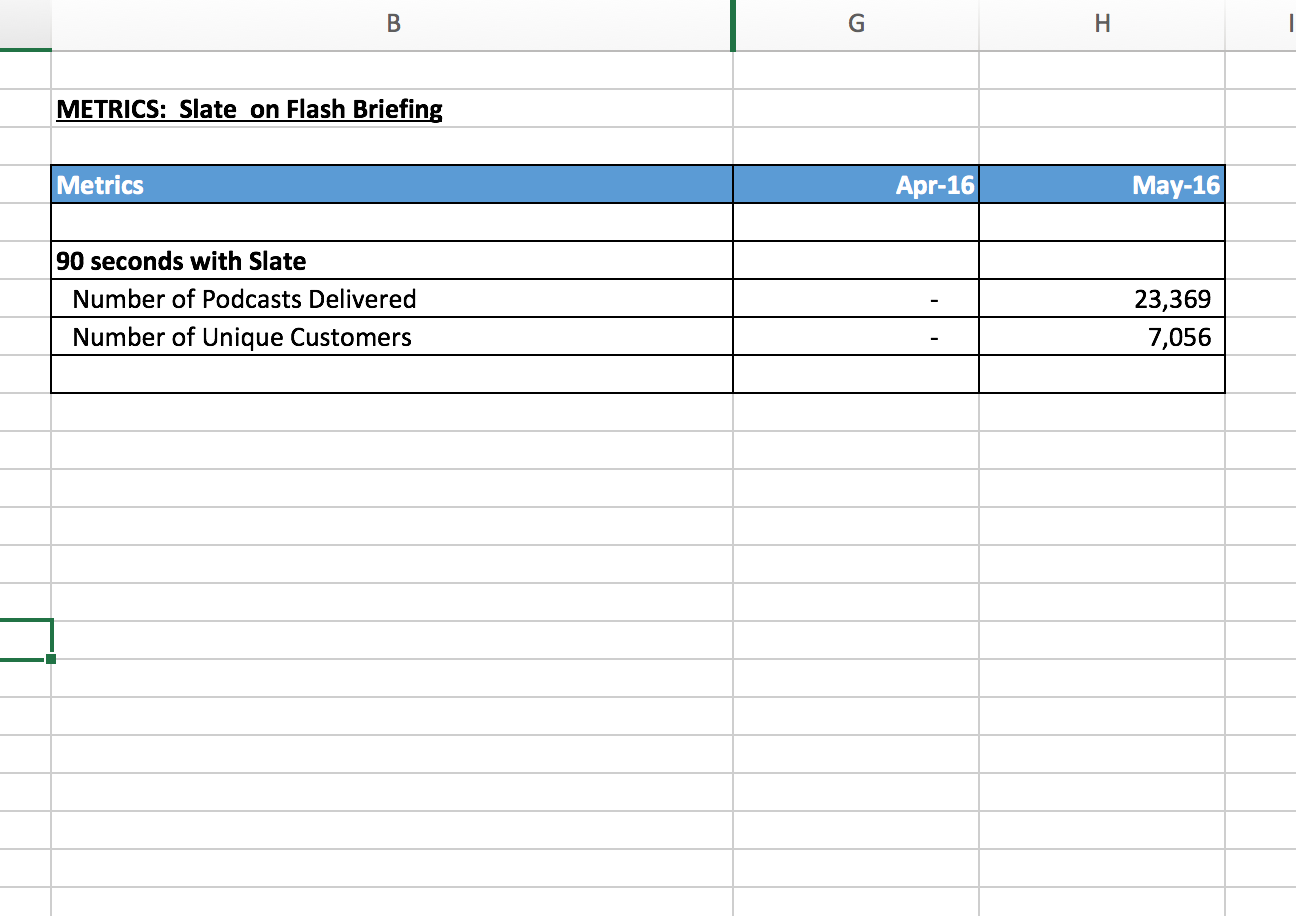 B G H I
METRICS:  Slate  on Flash Briefing
Metrics Apr-16 May-16
90 seconds with Slate
Number of Podcasts Delivered - 23,369
Number of Unique Customers - 7,056